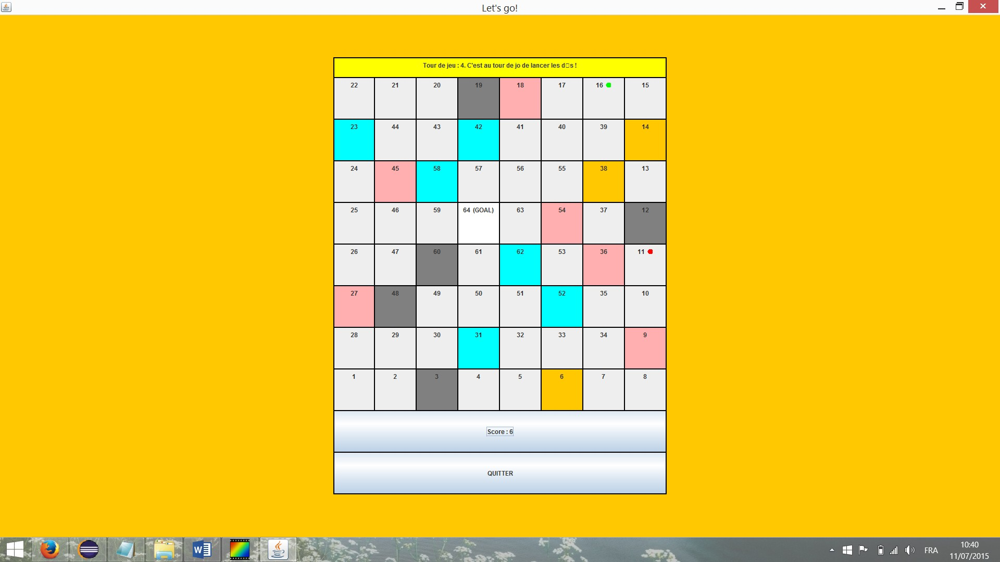 Let's go!
Tour de jeu : 4. C'est au tour de jo de lancer les d□s !
22 21 20 19 18 17 16 15
23 44 43 42 41 40 39 14
24 45 58 57 56 55 38 13
25 46 59 64 (GOAL) 63 54 37 12
26 47 60 61 62 53 36 11
27 48 49 50 51 52 35 10
28 29 30 31 32 33 34 9
1 2 3 4 5 6 7 8
Score : 6
QUITTER
W
FRA
10:40
11/07/2015